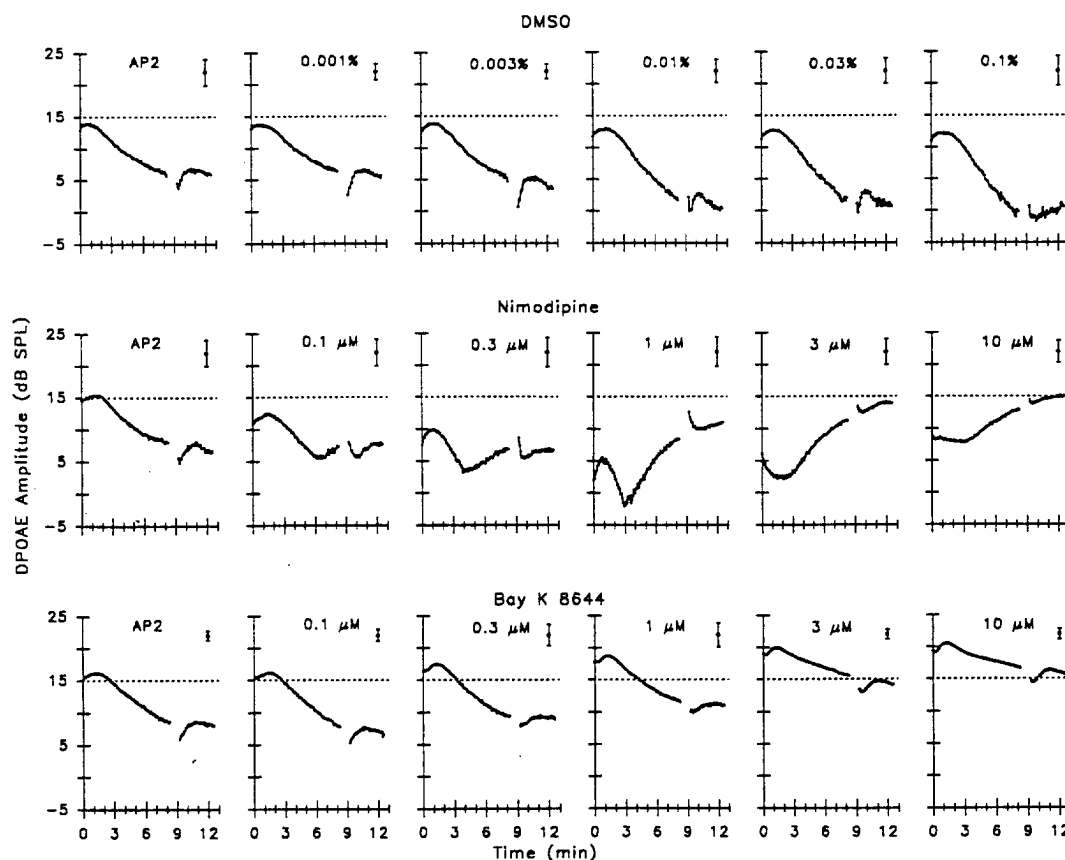 DMSO
25
15
5
-5
AP2
0.001%
0.003%
0.01%
0.03%
0.1%
DPOAE Amplitude (dB SPL)
Nimodipine
25
15
5
-5
AP2
0.1 μM
0.3 μM
1 μM
3 μM
10 μM
Bay K 8644
25
15
5
-5
AP2
0.1 μM
0.3 μM
1 μM
3 μM
10 μM
0 3 6 9 12
0 3 6 9 12
0 3 6 9 12
0 3 6 9 12
0 3 6 9 12
0 3 6 9 12
Time (min)